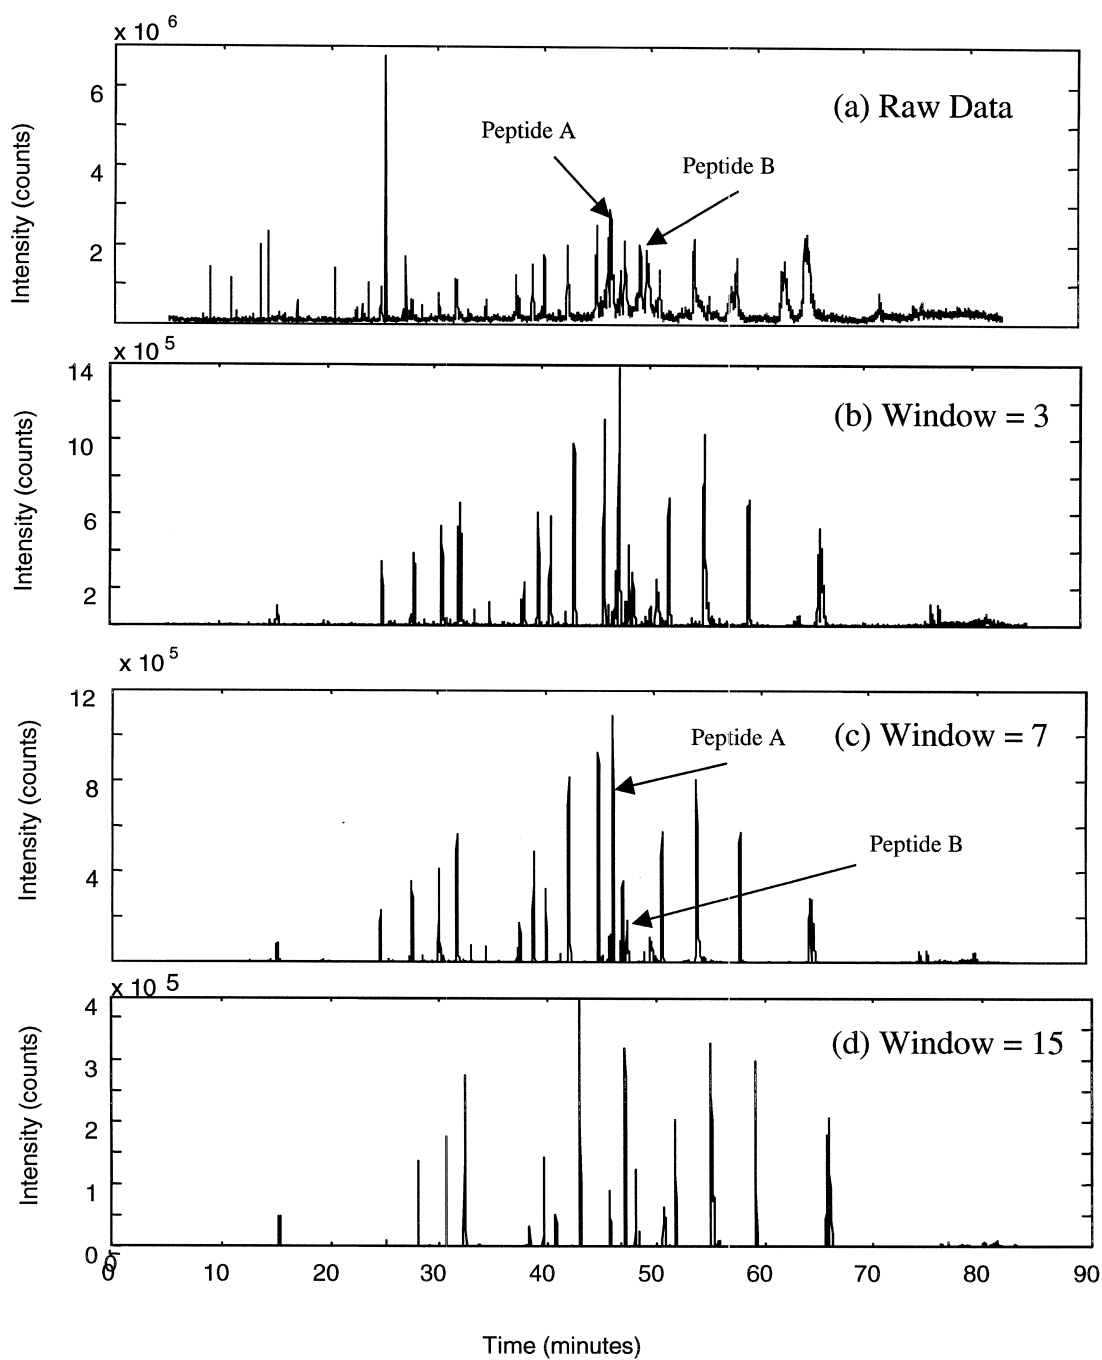 x 10 6
6
4
2
Intensity (counts)
(a) Raw Data
Peptide A
Peptide B
x 10 5
14
10
6
2
Intensity (counts)
(b) Window = 3
x 10 5
12
8
4
Intensity (counts)
(c) Window = 7
Peptide A
Peptide B
x 10 5
4
3
2
1
0
Intensity (counts)
(d) Window = 15
0 10 20 30 40 50 60 70 80 90
Time (minutes)